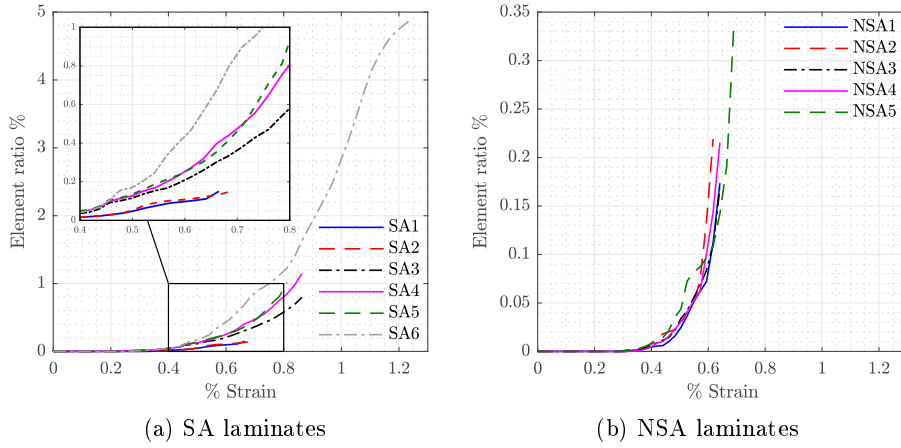 5
4
3
2
1
0
Element ratio %
1
0.8
0.6
0.4
0.2
0
0.4
0.5
0.6
0.7
0.8
SA1
SA2
SA3
SA4
SA5
SA6
0
0.2
0.4
0.6
0.8
1
1.2
% Strain
(a) SA laminates
0.35
0.3
0.25
0.2
0.15
0.1
0.05
0
Element ratio %
NSA1
NSA2
NSA3
NSA4
NSA5
0
0.2
0.4
0.6
0.8
1
1.2
% Strain
(b) NSA laminates